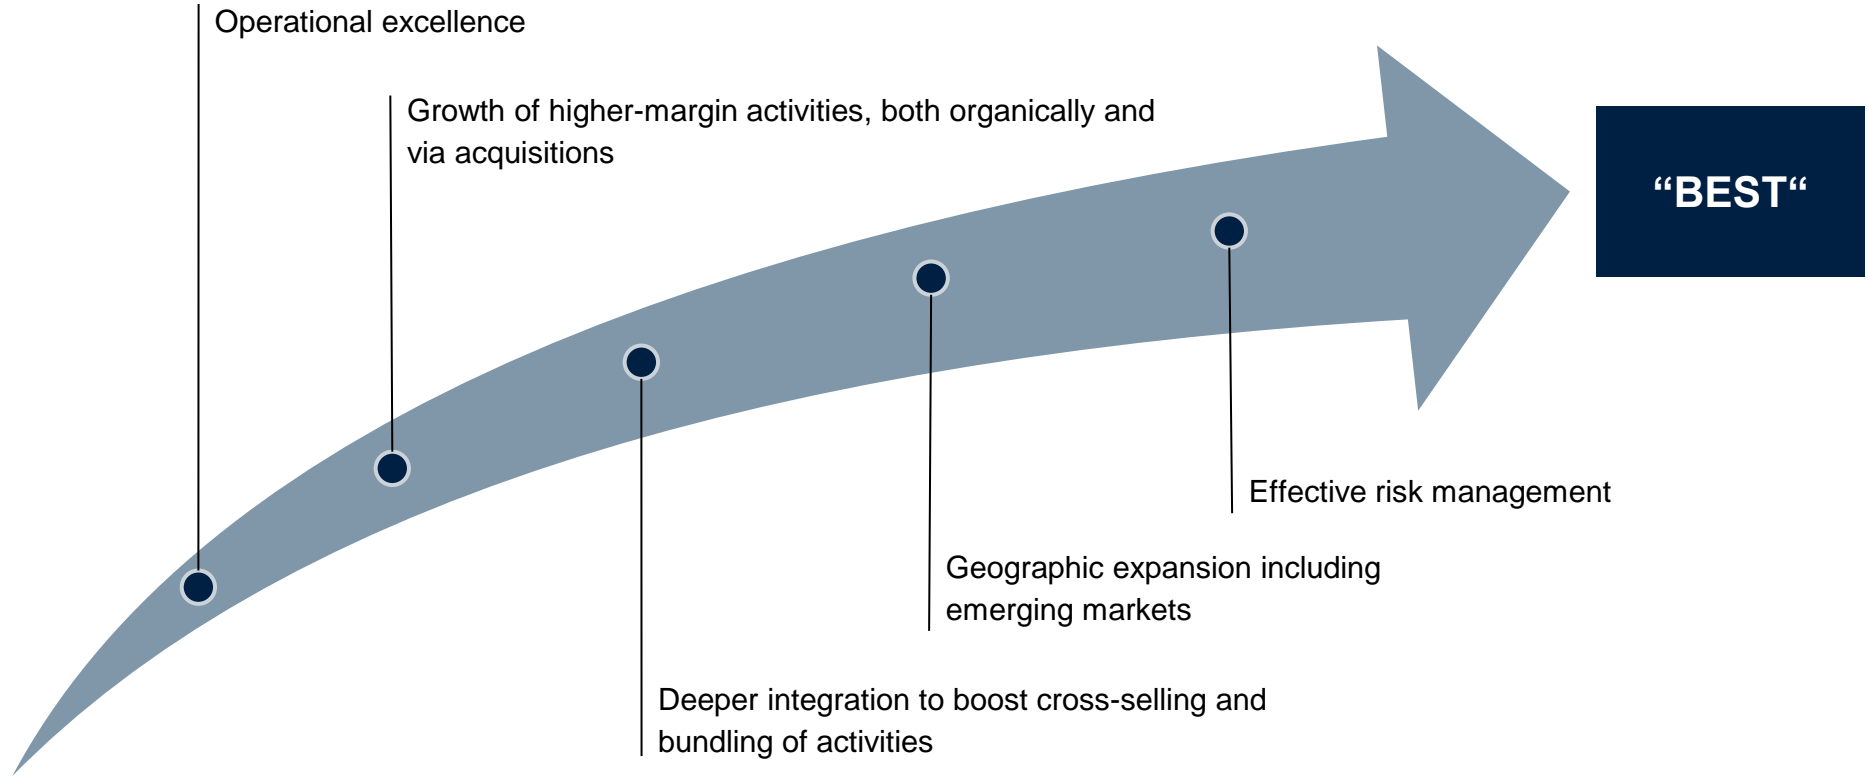 Operational excellence
Growth of higher-margin activities, both organically and
via acquisitions
“BEST“
Effective risk management
Geographic expansion including
emerging markets
Deeper integration to boost cross-selling and
bundling of activities